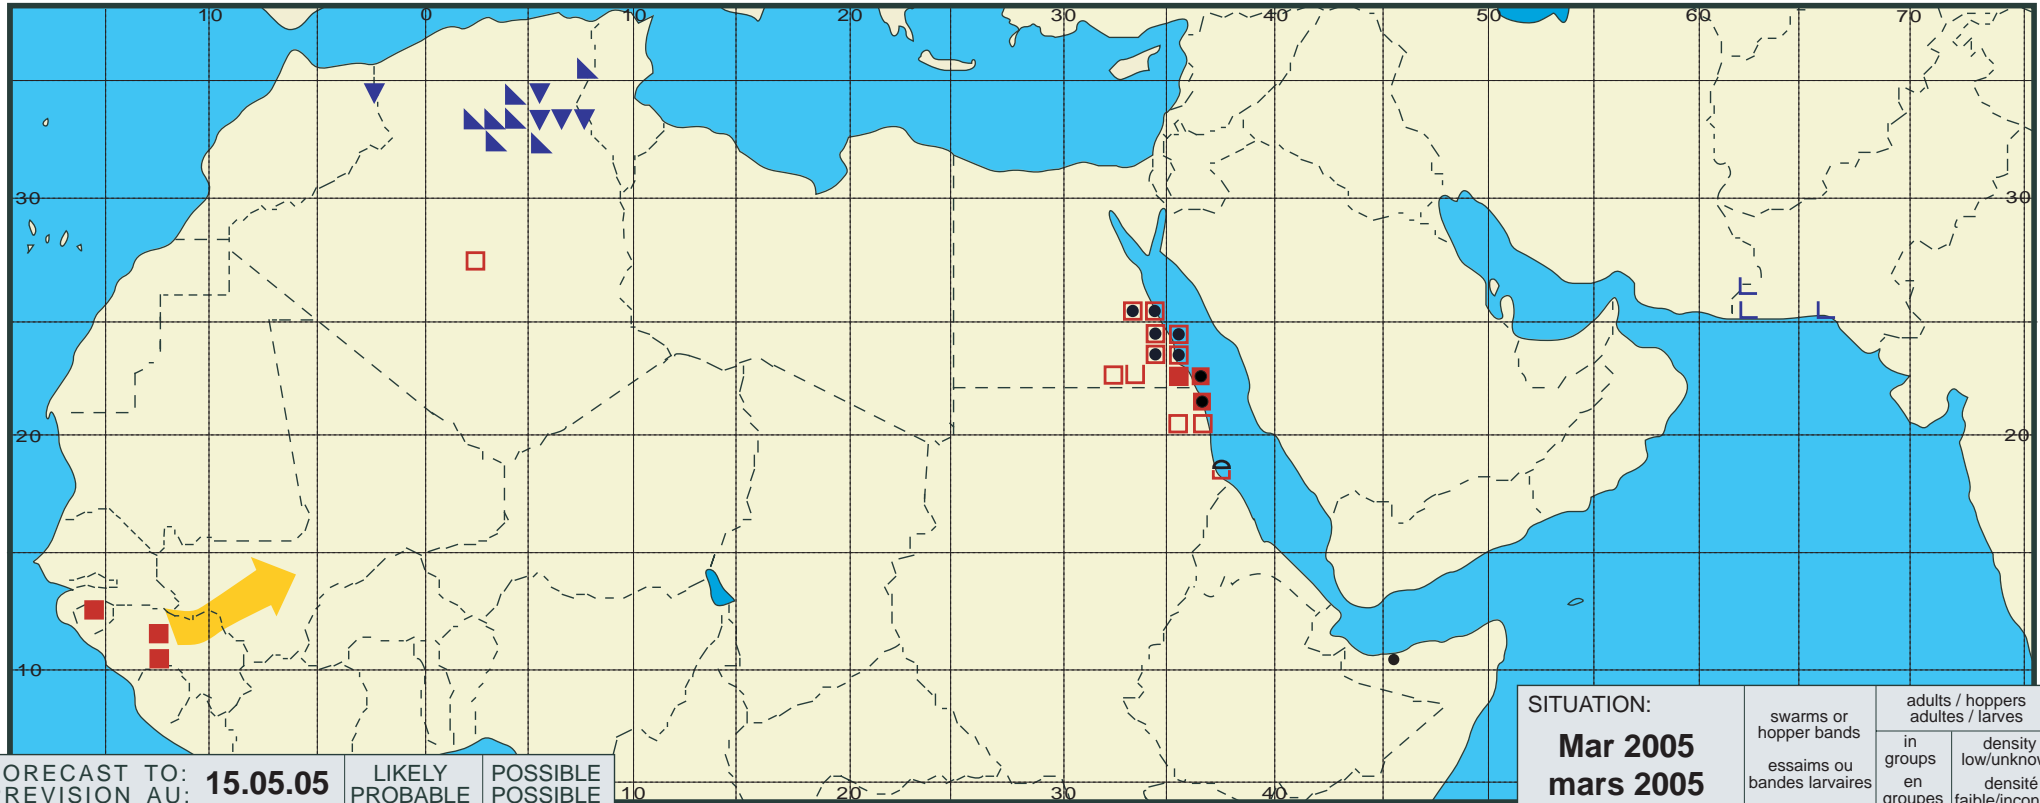 10 0 10 20 30 40 50 60 70
30 30
20 20
10
10 20 30 40
ORECAST TO:
REVISION AU:
15.05.05
LIKELY
PROBABLE
POSSIBLE
POSSIBLE
SITUATION:
Mar 2005
mars 2005
swarms or
hopper bands
essaims ou
bandes larvaires
adults / hoppers
adultes / larves
in
groups
en
groupes
density
low/unknow
densité
faible/incon